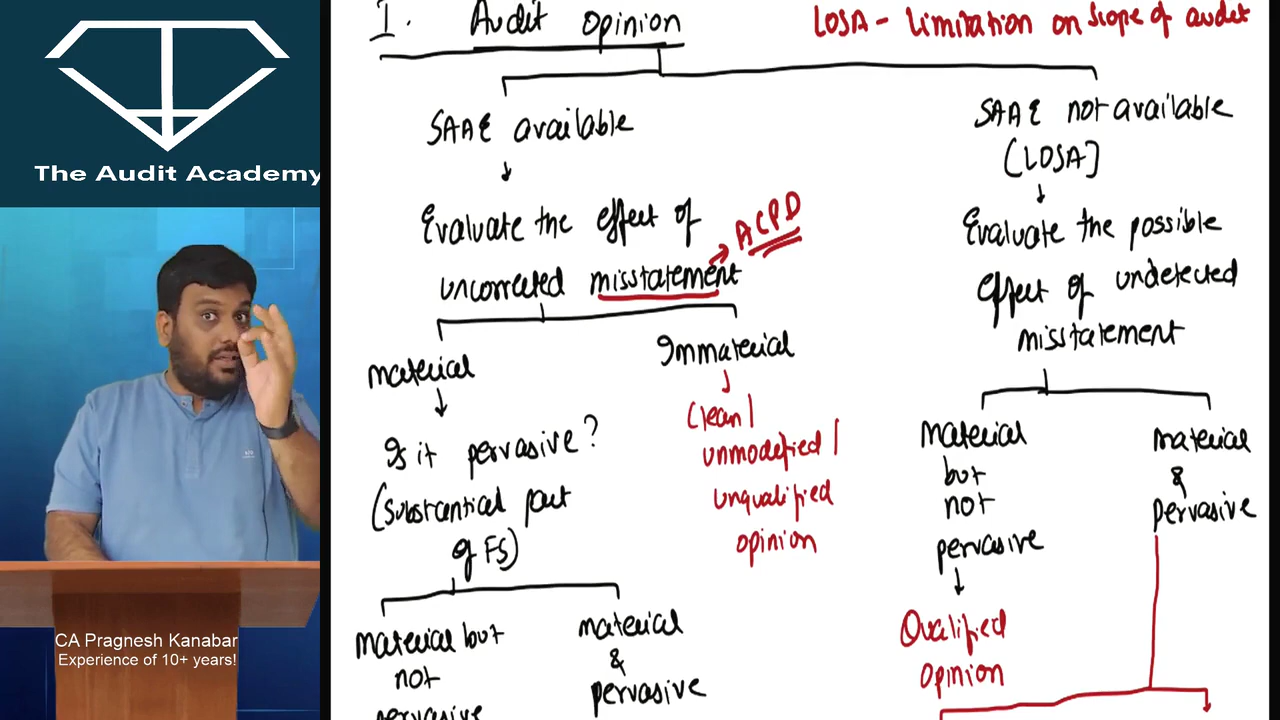 The Audit Academy
CA Pragnesh Kanabar
Experience of 10+ years!
I. Audit Opinion
LOSA - Limitation on Scope of audit
SAAE available
Evaluate the effect of
uncorrected misstatement
ACPD
material
Is it pervasive?
(Substantial part
of FS)
material but
not
pervasive
material
&
pervasive
Immaterial
Clean /
unmodefied /
unqualified
opinion
SAAE not available
(LOSA)
Evaluate the possible
effect of undetected
misstatement
material
but
not
pervasive
Qualified
opinion
material
&
pervasive